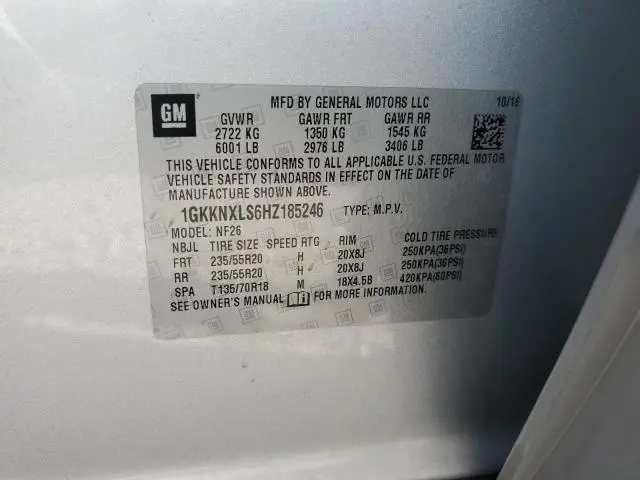 GM
MFD BY GENERAL MOTORS LLC 10/16
GVWR GAWR FRT GAWR RR
2722 KG 1350 KG 1545 KG
6001 LB 2976 LB 3406 LB
THIS VEHICLE CONFORMS TO ALL APPLICABLE U.S. FEDERAL MOTOR
VEHICLE SAFETY STANDARDS IN EFFECT ON THE DATE OF
MANUFACTURE SHOWN ABOVE.
1GKKNXLS6HZ185246 TYPE: M.P.V.
MODEL: NF26
NBJL TIRE SIZE SPEED RTG RIM COLD TIRE PRESSURE
FRT 235/55R20 H 20X8J 250KPA(36PSI)
RR 235/55R20 H 20X8J 250KPA(36PSI)
SPA T135/70R18 M 18X4.5B 420KPA(60PSI)
SEE OWNER'S MANUAL FOR MORE INFORMATION.